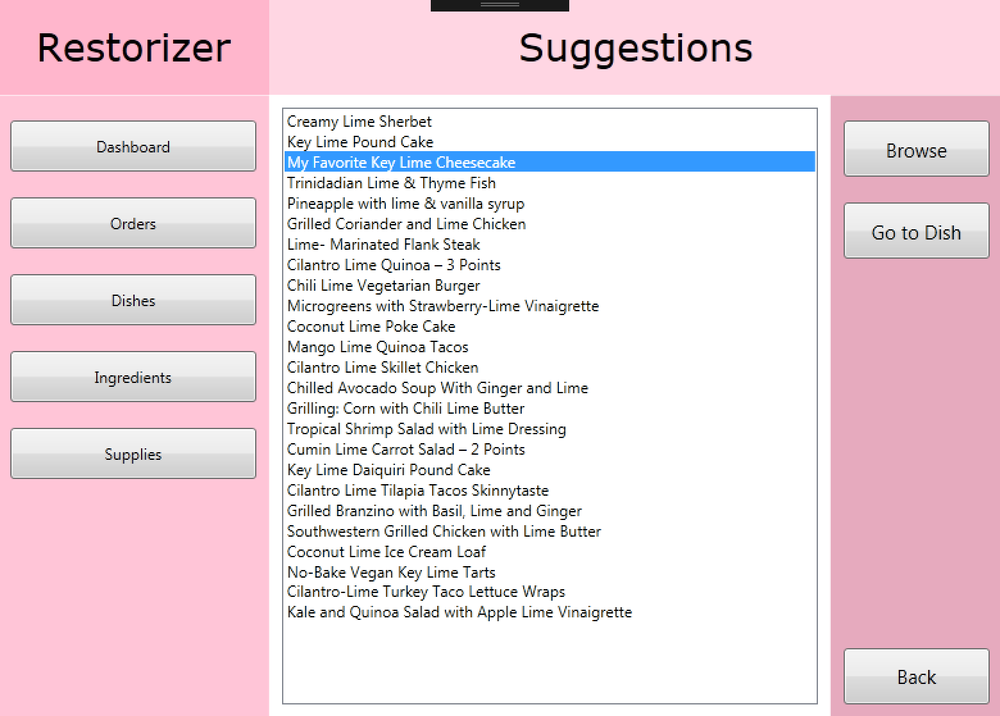 Restorizer
Suggestions
Dashboard
Orders
Dishes
Ingredients
Supplies
Creamy Lime Sherbet
Key Lime Pound Cake
My Favorite Key Lime Cheesecake
Trinidadian Lime & Thyme Fish
Pineapple with lime & vanilla syrup
Grilled Coriander and Lime Chicken
Lime- Marinated Flank Steak
Cilantro Lime Quinoa – 3 Points
Chili Lime Vegetarian Burger
Microgreens with Strawberry-Lime Vinaigrette
Coconut Lime Poke Cake
Mango Lime Quinoa Tacos
Cilantro Lime Skillet Chicken
Chilled Avocado Soup With Ginger and Lime
Grilling: Corn with Chili Lime Butter
Tropical Shrimp Salad with Lime Dressing
Cumin Lime Carrot Salad – 2 Points
Key Lime Daiquiri Pound Cake
Cilantro Lime Tilapia Tacos Skinnytaste
Grilled Branzino with Basil, Lime and Ginger
Southwestern Grilled Chicken with Lime Butter
Coconut Lime Ice Cream Loaf
No-Bake Vegan Key Lime Tarts
Cilantro-Lime Turkey Taco Lettuce Wraps
Kale and Quinoa Salad with Apple Lime Vinaigrette
Browse
Go to Dish
Back